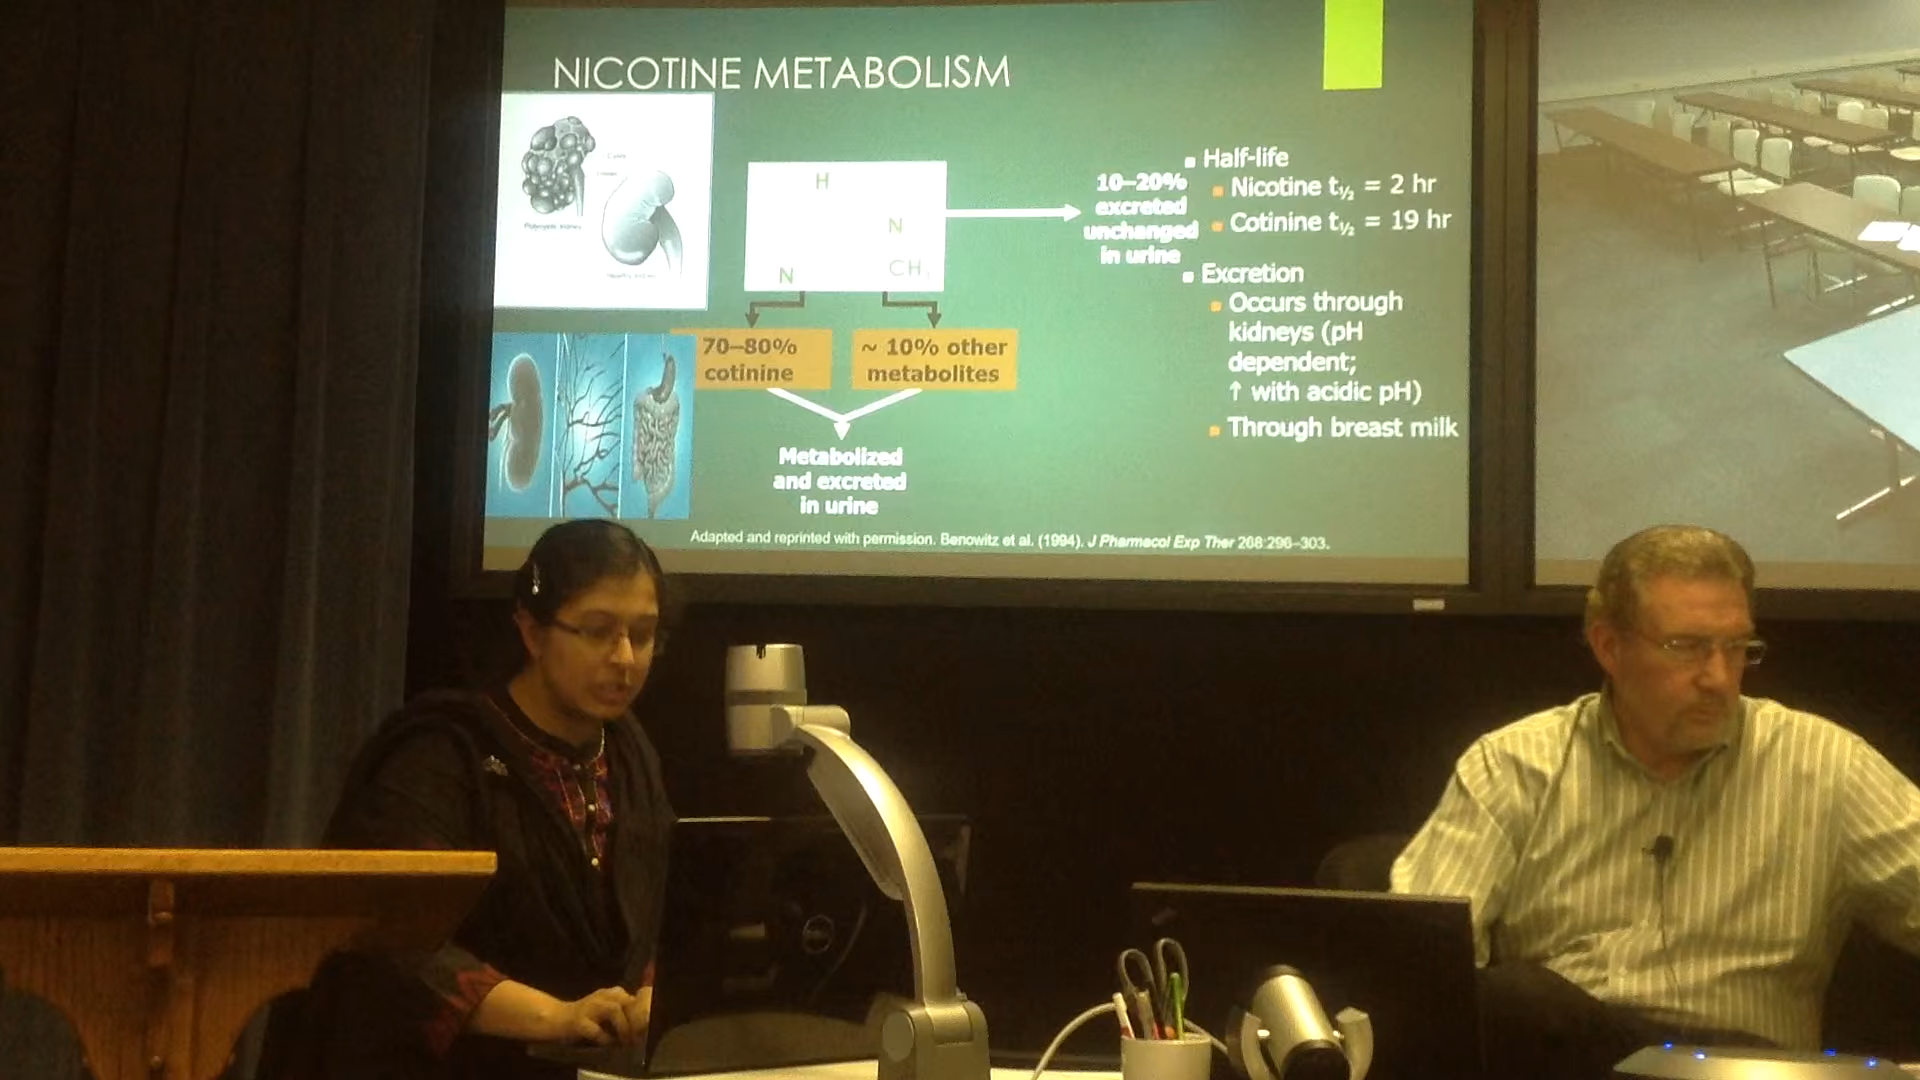 NICOTINE METABOLISM
Polycystic kidney
H
N
N
CH
10–20%
excreted
unchanged
in urine
70–80%
cotinine
~ 10% other
metabolites
Metabolized
and excreted
in urine
Half-life
Nicotine t½ = 2 hr
Cotinine t½ = 19 hr
Excretion
Occurs through
kidneys (pH
dependent;
↑ with acidic pH)
Through breast milk
Adapted and reprinted with permission. Benowitz et al. (1994). J Pharmacol Exp Ther 268:296–303.
DELL